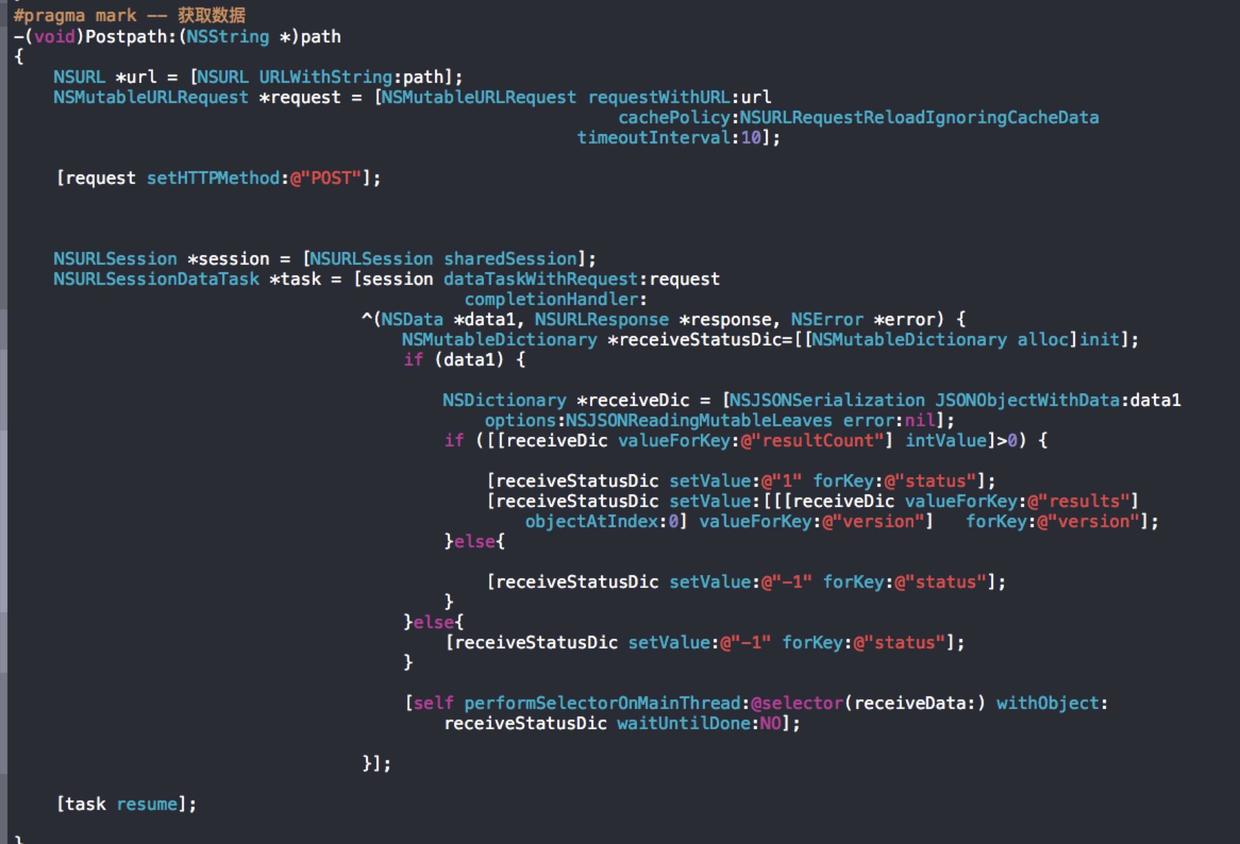 #pragma mark —— 获取数据
-(void)Postpath:(NSString *)path
{
    NSURL *url = [NSURL URLWithString:path];
    NSMutableURLRequest *request = [NSMutableURLRequest requestWithURL:url
                                                       cachePolicy:NSURLRequestReloadIgnoringCacheData
                                                   timeoutInterval:10];
    [request setHTTPMethod:@"POST"];
    NSURLSession *session = [NSURLSession sharedSession];
    NSURLSessionDataTask *task = [session dataTaskWithRequest:request
                                        completionHandler:
                              ^(NSData *data1, NSURLResponse *response, NSError *error) {
                                  NSMutableDictionary *receiveStatusDic=[[NSMutableDictionary alloc]init];
                                  if (data1) {
                                      NSDictionary *receiveDic = [NSJSONSerialization JSONObjectWithData:data1
                                          options:NSJSONReadingMutableLeaves error:nil];
                                      if ([[receiveDic valueForKey:@"resultCount"] intValue]>0) {
                                          [receiveStatusDic setValue:@"1" forKey:@"status"];
                                          [receiveStatusDic setValue:[[[receiveDic valueForKey:@"results"]
                                              objectAtIndex:0] valueForKey:@"version"]   forKey:@"version"];
                                      }else{
                                          [receiveStatusDic setValue:@"-1" forKey:@"status"];
                                      }
                                  }else{
                                      [receiveStatusDic setValue:@"-1" forKey:@"status"];
                                  }
                                  [self performSelectorOnMainThread:@selector(receiveData:) withObject:
                                      receiveStatusDic waitUntilDone:NO];
                              }];
    [task resume];
}